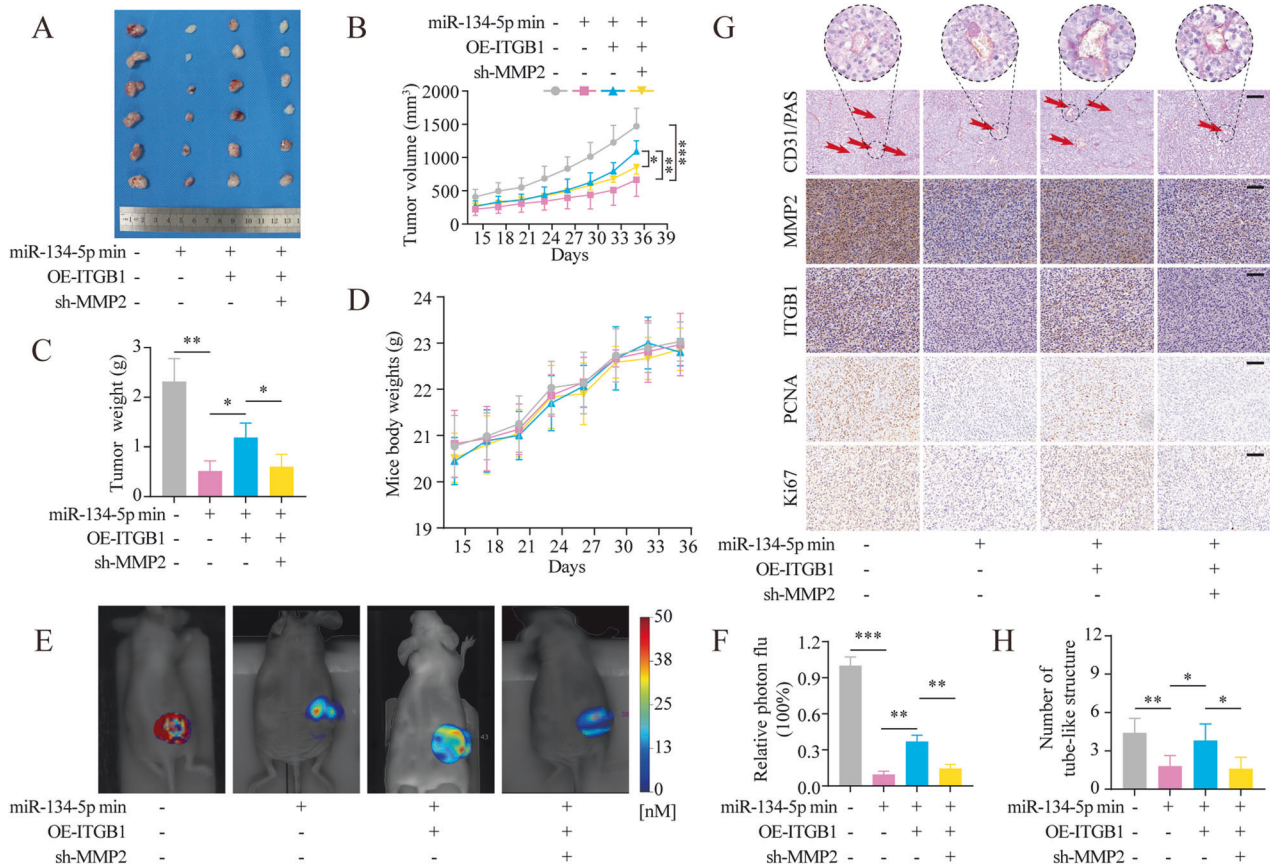 A
miR-134-5p min - + + +
OE-ITGB1 - - + +
sh-MMP2 - - - +
B
miR-134-5p min - + + +
OE-ITGB1 - - + +
sh-MMP2 - - - +
Tumor volume (mm³)
2000
1500
1000
500
0
15 18 21 24 27 30 33 36 39
Days
* ** ***
C
Tumor weight (g)
3
2
1
0
** * *
miR-134-5p min - + + +
OE-ITGB1 - - + +
sh-MMP2 - - - +
D
Mice body weights (g)
24
23
22
21
20
19
15 18 21 24 27 30 33 36
Days
E
50
38
25
13
0
[nM]
43
miR-134-5p min - + + +
OE-ITGB1 - - + +
sh-MMP2 - - - +
G
CD31/PAS
MMP2
ITGB1
PCNA
Ki67
miR-134-5p min - + + +
OE-ITGB1 - - + +
sh-MMP2 - - - +
F
Relative photon flu
(100%)
1.2
0.9
0.6
0.3
0.0
*** ** **
miR-134-5p min - + + +
OE-ITGB1 - - + +
sh-MMP2 - - - +
H
Number of
tube-like structure
12
9
6
3
0
** * *
miR-134-5p min - + + +
OE-ITGB1 - - + +
sh-MMP2 - - - +